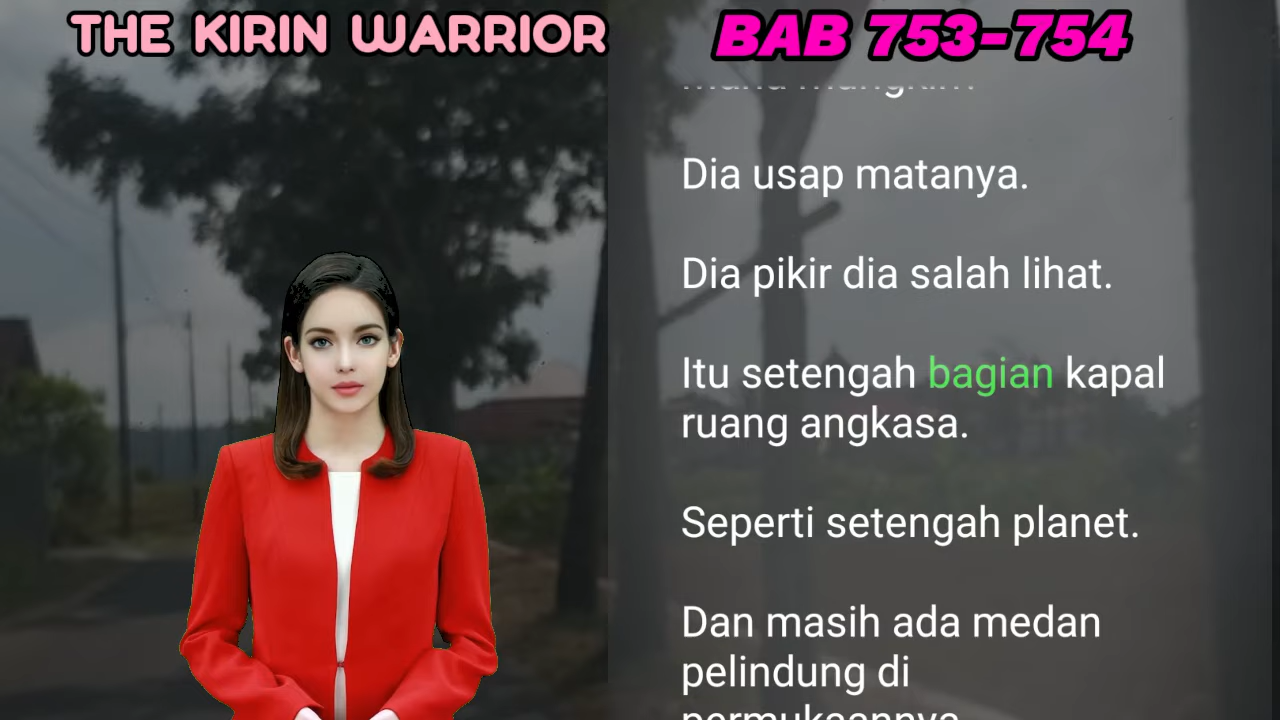 THE KIRIN WARRIOR
BAB 753-754
Dia usap matanya.
Dia pikir dia salah lihat.
Itu setengah bagian kapal
ruang angkasa.
Seperti setengah planet.
Dan masih ada medan
pelindung di
permukaannya